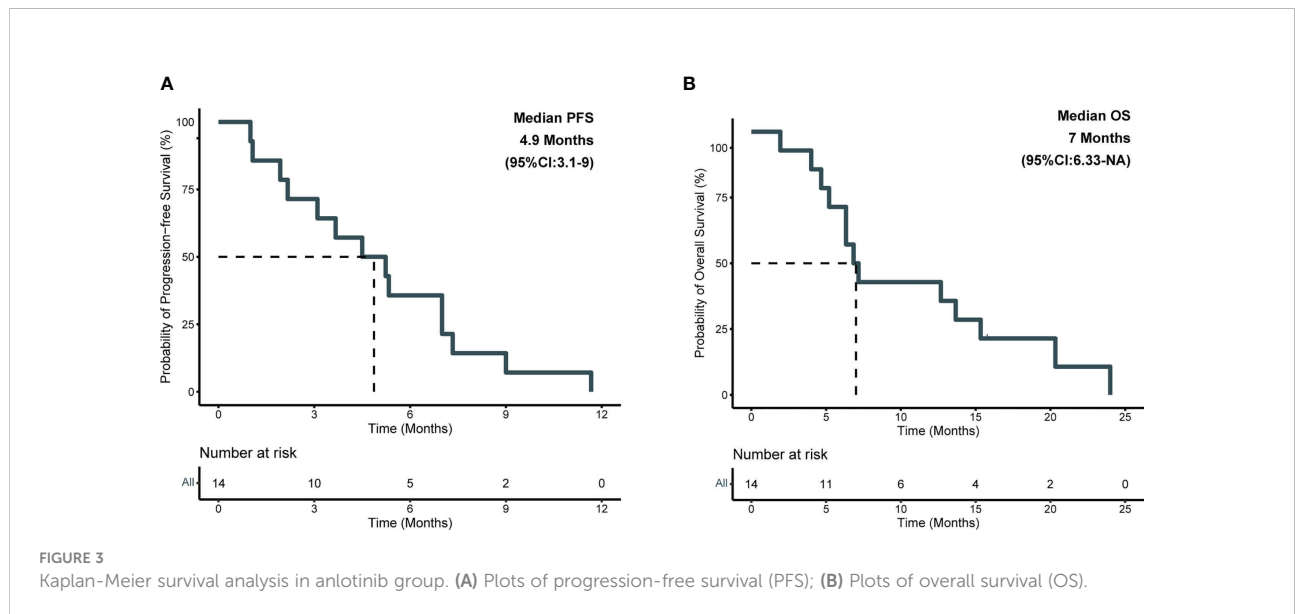 A
Median PFS
4.9 Months
(95%CI:3.1-9)
Probability of Progression-free Survival (%)
100
75
50
25
0
0 3 6 9 12
Time (Months)
Number at risk
All 14 10 5 2 0
0 3 6 9 12
Time (Months)
B
Median OS
7 Months
(95%CI:6.33-NA)
Probability of Overall Survival (%)
100
75
50
25
0
0 5 10 15 20 25
Time (Months)
Number at risk
All 14 11 6 4 2 0
0 5 10 15 20 25
Time (Months)
FIGURE 3
Kaplan-Meier survival analysis in anlotinib group. (A) Plots of progression-free survival (PFS); (B) Plots of overall survival (OS).